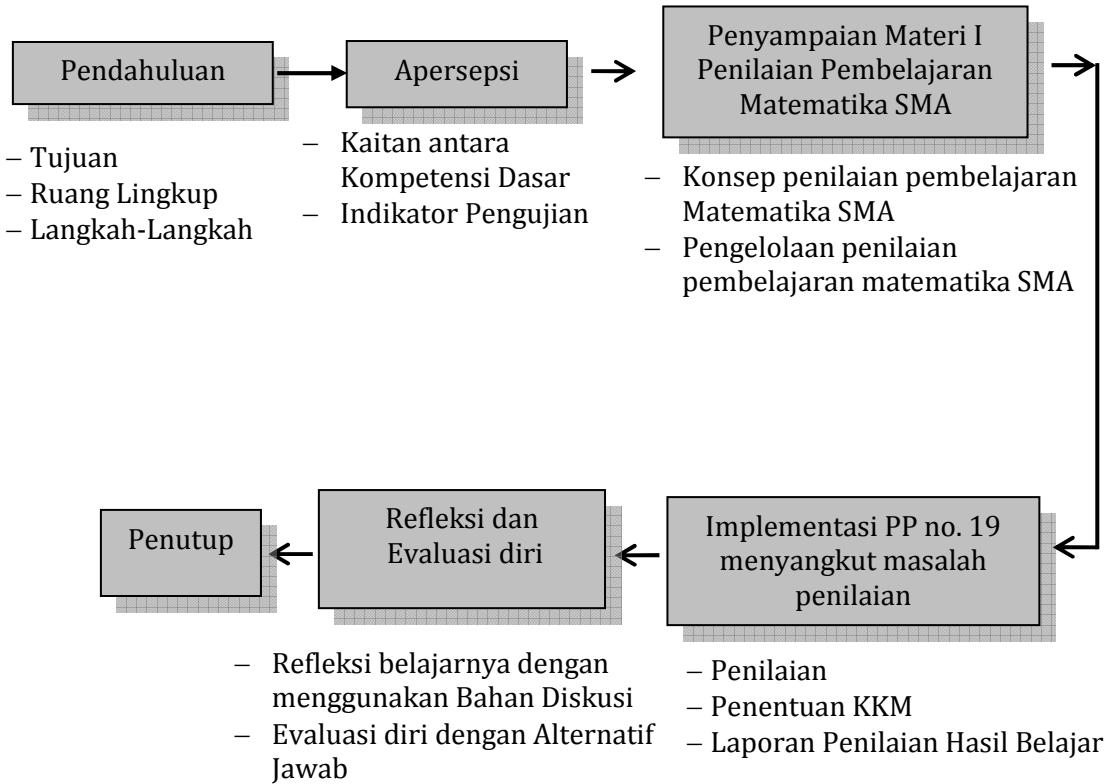 Pendahuluan
– Tujuan
– Ruang Lingkup
– Langkah-Langkah
Apersepsi
– Kaitan antara
Kompetensi Dasar
– Indikator Pengujian
Penyampaian Materi I
Penilaian Pembelajaran
Matematika SMA
– Konsep penilaian pembelajaran
Matematika SMA
– Pengelolaan penilaian
pembelajaran matematika SMA
Implementasi PP no. 19
menyangkut masalah
penilaian
– Penilaian
– Penentuan KKM
– Laporan Penilaian Hasil Belajar
Refleksi dan
Evaluasi diri
– Refleksi belajarnya dengan
menggunakan Bahan Diskusi
– Evaluasi diri dengan Alternatif
Jawab
Penutup